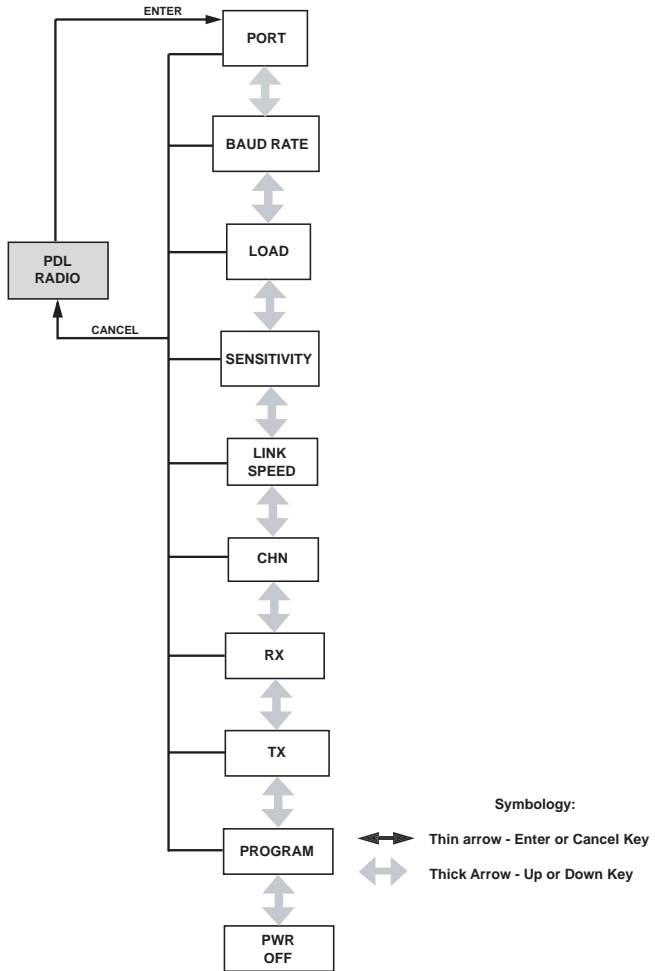 ENTER
PORT
BAUD RATE
LOAD
PDL
RADIO
CANCEL
SENSITIVITY
LINK
SPEED
CHN
RX
TX
Symbology:
PROGRAM
Thin arrow - Enter or Cancel Key
Thick Arrow - Up or Down Key
PWR
OFF